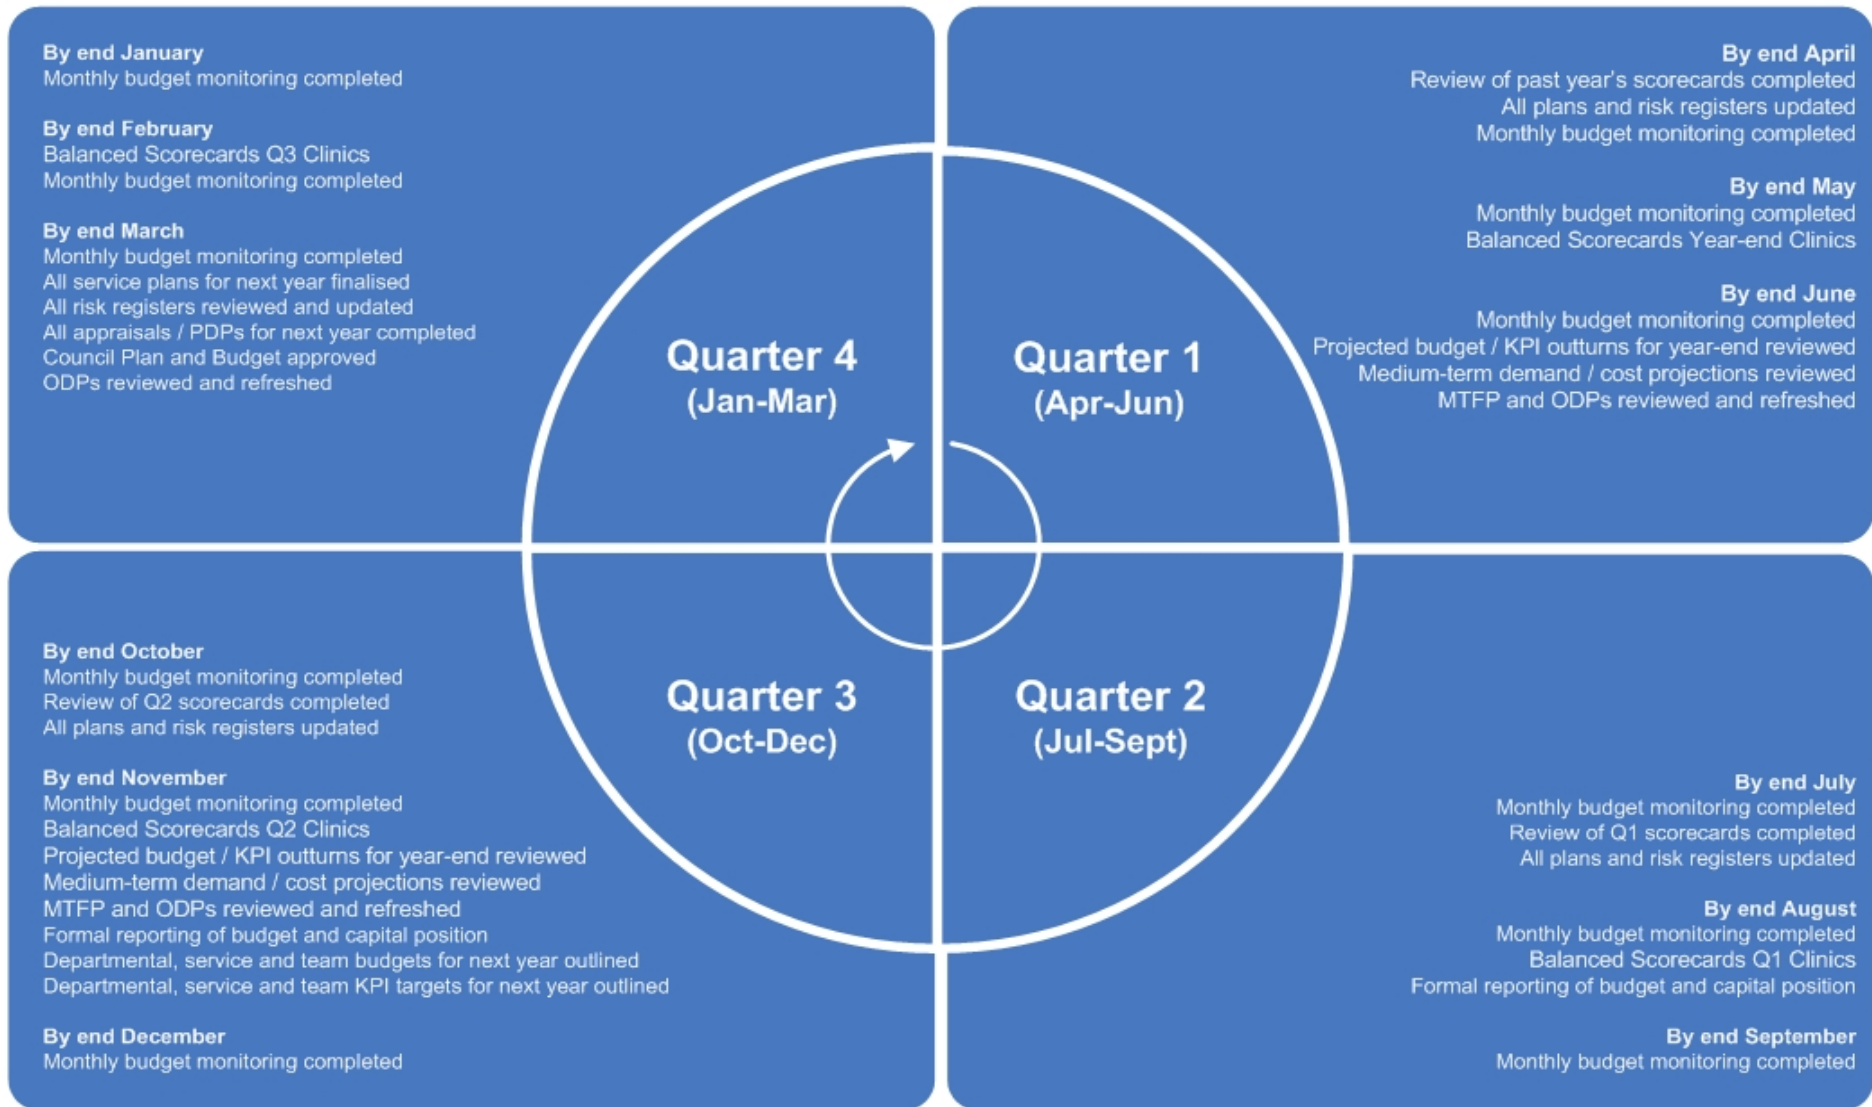 By end January
Monthly budget monitoring completed
By end February
Balanced Scorecards Q3 Clinics
Monthly budget monitoring completed
By end March
Monthly budget monitoring completed
All service plans for next year finalised
All risk registers reviewed and updated
All appraisals / PDPs for next year completed
Council Plan and Budget approved
ODPs reviewed and refreshed
By end April
Review of past year's scorecards completed
All plans and risk registers updated
Monthly budget monitoring completed
By end May
Monthly budget monitoring completed
Balanced Scorecards Year-end Clinics
By end June
Monthly budget monitoring completed
Projected budget / KPI outturns for year-end reviewed
Medium-term demand / cost projections reviewed
MTFP and ODPs reviewed and refreshed
Quarter 4
(Jan-Mar)
Quarter 1
(Apr-Jun)
Quarter 3
(Oct-Dec)
Quarter 2
(Jul-Sept)
By end October
Monthly budget monitoring completed
Review of Q2 scorecards completed
All plans and risk registers updated
By end November
Monthly budget monitoring completed
Balanced Scorecards Q2 Clinics
Projected budget / KPI outturns for year-end reviewed
Medium-term demand / cost projections reviewed
MTFP and ODPs reviewed and refreshed
Formal reporting of budget and capital position
Departmental, service and team budgets for next year outlined
Departmental, service and team KPI targets for next year outlined
By end December
Monthly budget monitoring completed
By end July
Monthly budget monitoring completed
Review of Q1 scorecards completed
All plans and risk registers updated
By end August
Monthly budget monitoring completed
Balanced Scorecards Q1 Clinics
Formal reporting of budget and capital position
By end September
Monthly budget monitoring completed